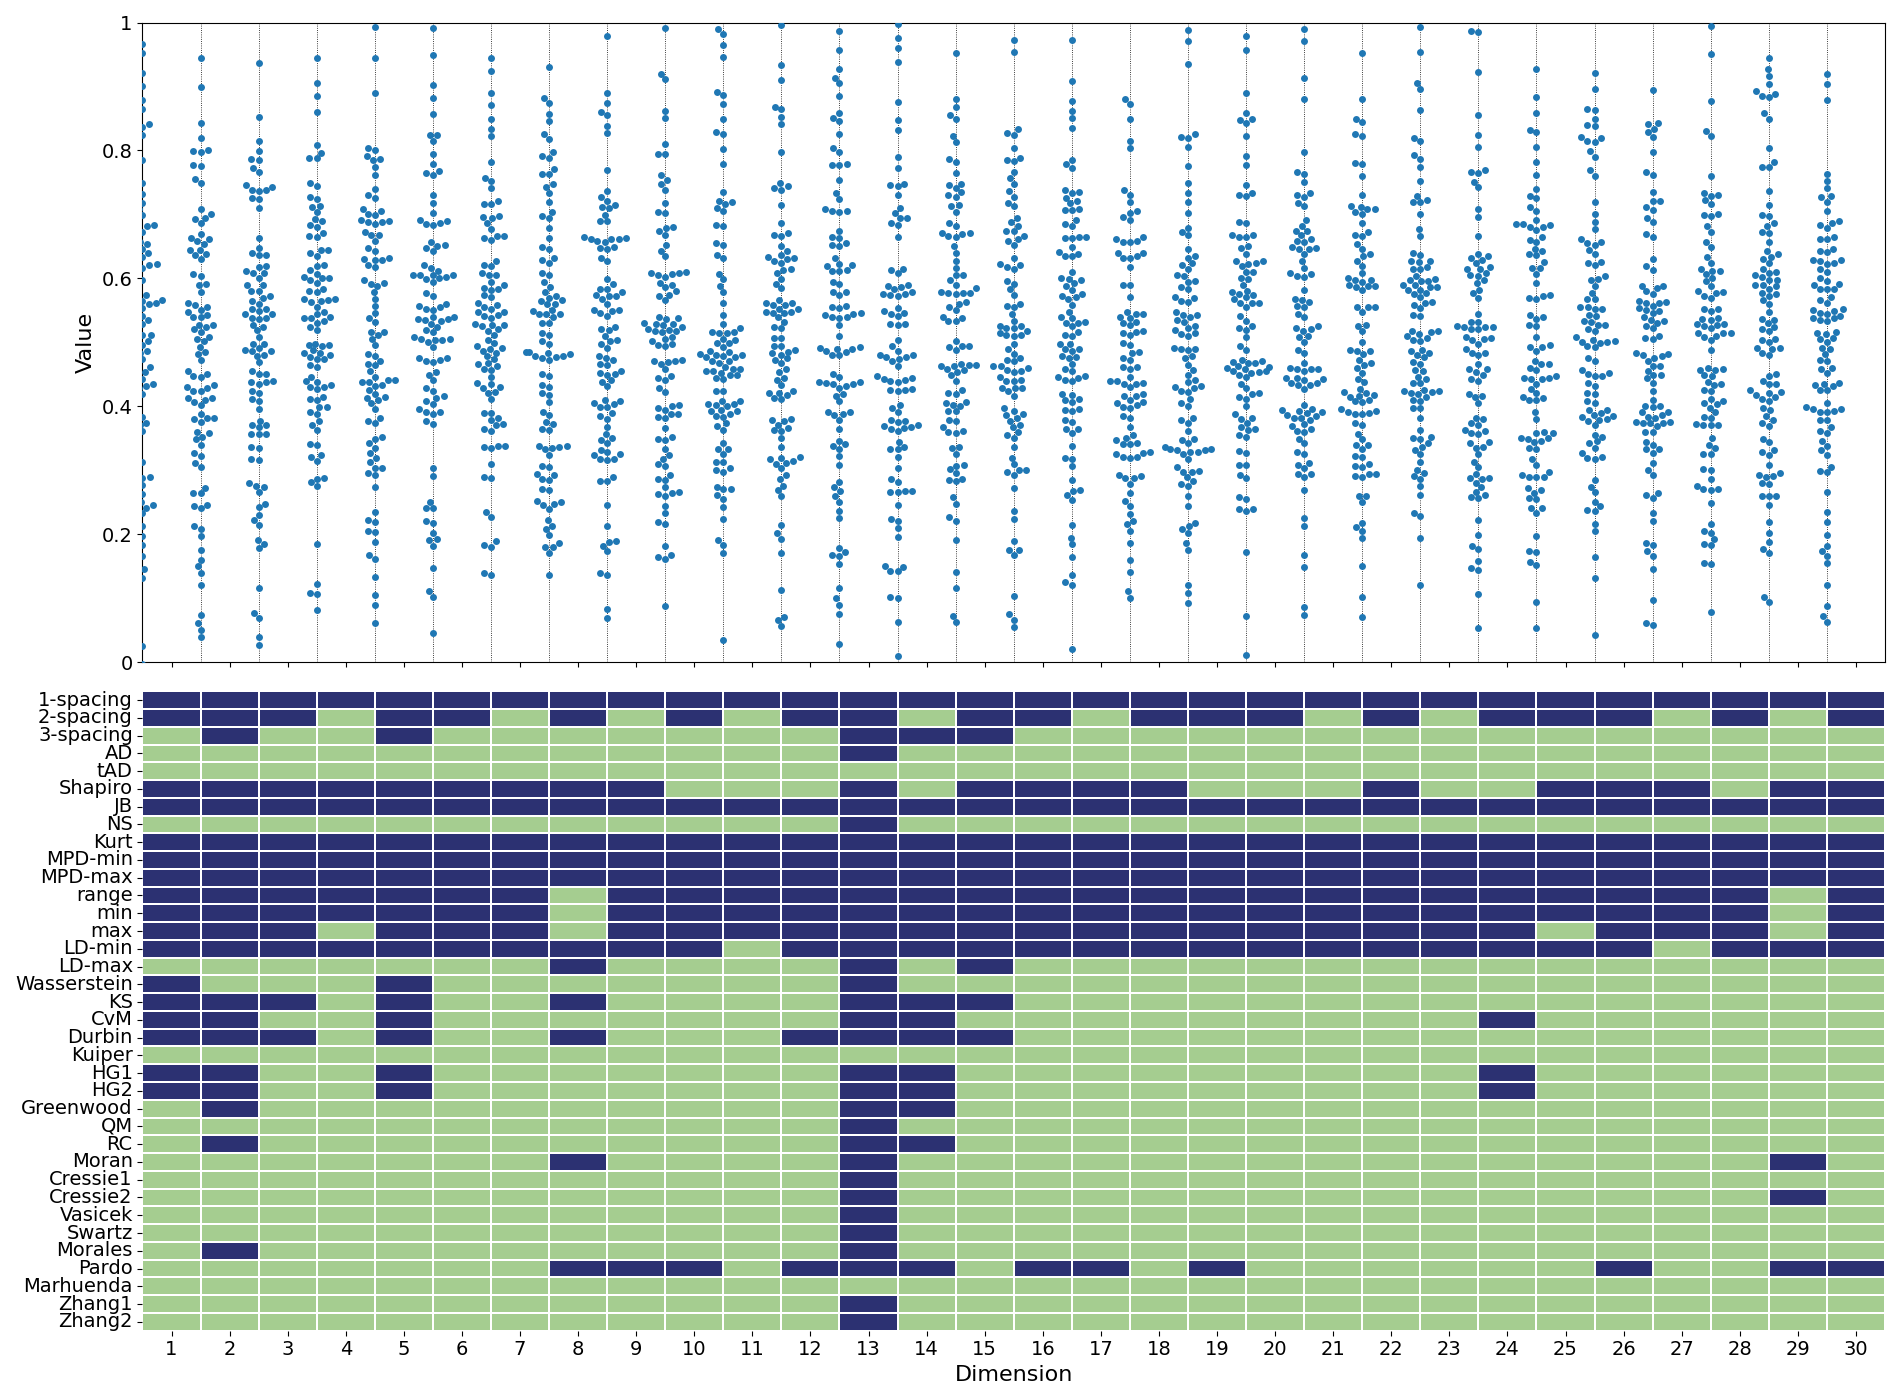 1
0.8
0.6
Value
0.4
0.2
0
1-spacing
2-spacing
3-spacing
AD
tAD
Shapiro
JB
NS
Kurt
MPD-min
MPD-max
range
min
max
LD-min
LD-max
Wasserstein
KS
CvM
Durbin
Kuiper
HG1
HG2
Greenwood
QM
RC
Moran
Cressie1
Cressie2
Vasicek
Swartz
Morales
Pardo
Marhuenda
Zhang1
Zhang2
1 2 3 4 5 6 7 8 9 10 11 12 13 14 15 16 17 18 19 20 21 22 23 24 25 26 27 28 29 30
Dimension